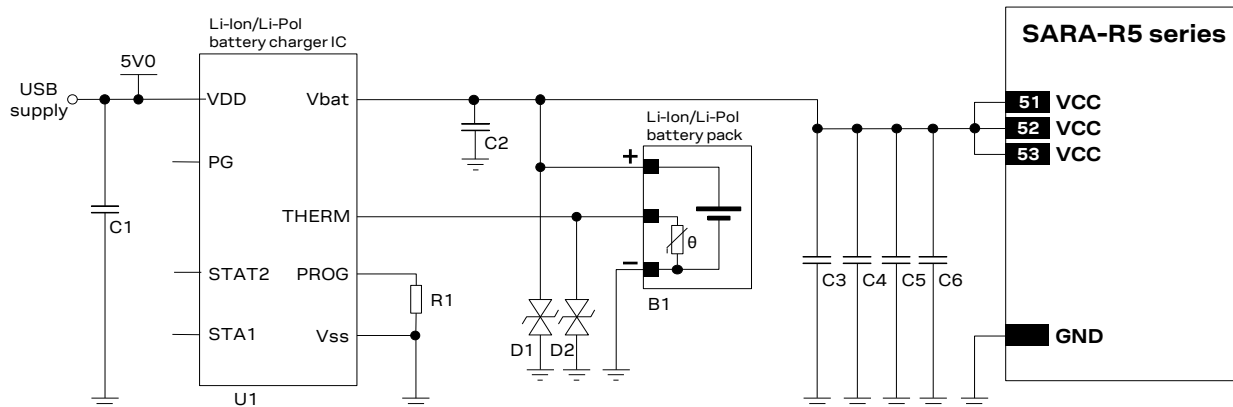 Li-Ion/Li-Pol
battery charger IC
SARA-R5 series
5V0
USB
supply
VDD
Vbat
Li-Ion/Li-Pol
battery pack
51 VCC
52 VCC
53 VCC
C2
+
PG
C1
THERM
θ
STAT2
PROG
–
R1
B1
C3
C4
C5
C6
STA1
Vss
D1
D2
GND
U1